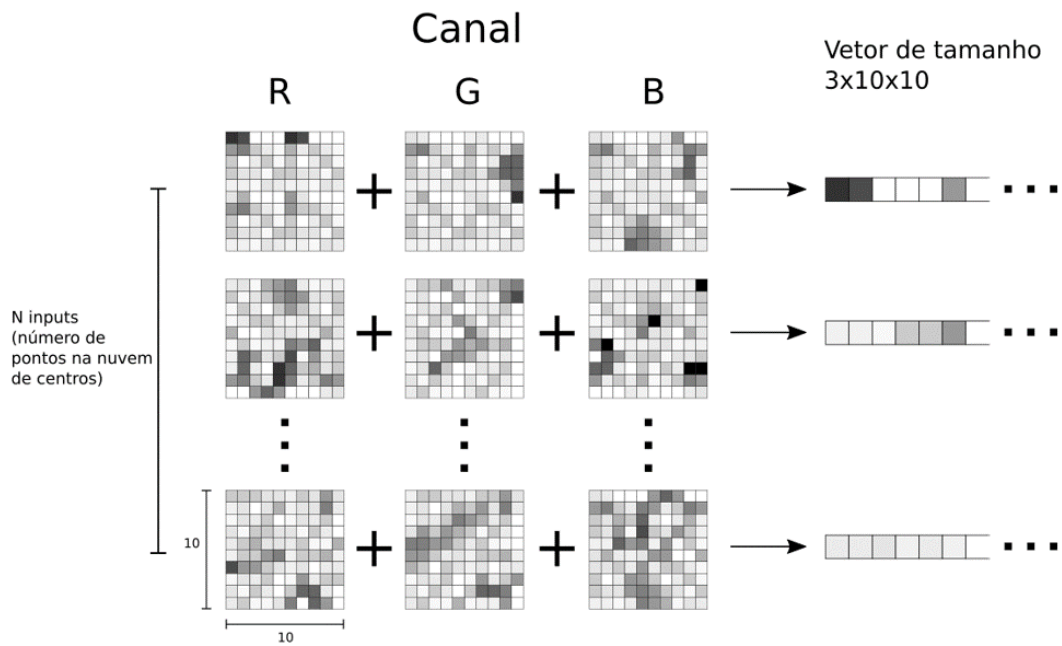 Canal
R G B
Vetor de tamanho
3x10x10
N inputs
(número de
pontos na nuvem
de centros)
10
10